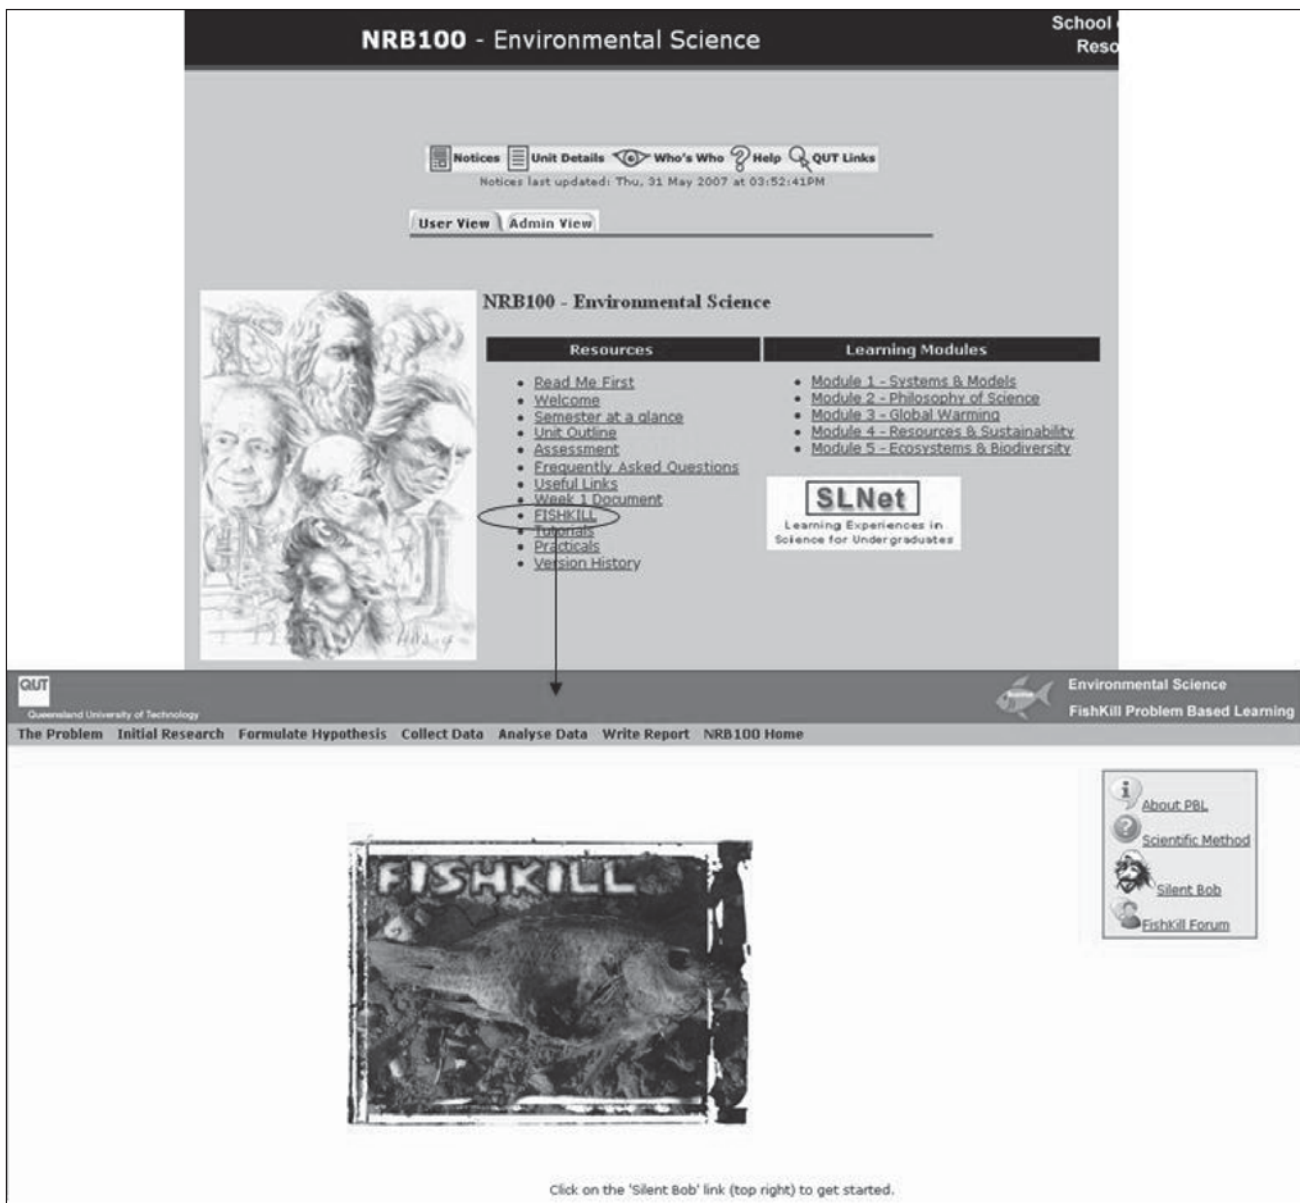 NRB100 - Environmental Science
School
Reso
Notices Unit Details Who's Who Help QUT Links
Notices last updated: Thu, 31 May 2007 at 03:52:41PM
User View Admin View
NRB100 - Environmental Science
Resources
Read Me First
Welcome
Semester at a glance
Unit Outline
Assessment
Frequently Asked Questions
Useful Links
Week 1 Document
FISHKILL
Tutorials
Practicals
Version History
Learning Modules
Module 1 - Systems & Models
Module 2 - Philosophy of Science
Module 3 - Global Warming
Module 4 - Resources & Sustainability
Module 5 - Ecosystems & Biodiversity
SLNet
Learning Experiences in
Science for Undergraduates
QUT
Queensland University of Technology
Environmental Science
FishKill Problem Based Learning
The Problem Initial Research Formulate Hypothesis Collect Data Analyse Data Write Report NRB100 Home
About PBL
Scientific Method
Silent Bob
FishKill Forum
FISHKILL
Click on the 'Silent Bob' link (top right) to get started.